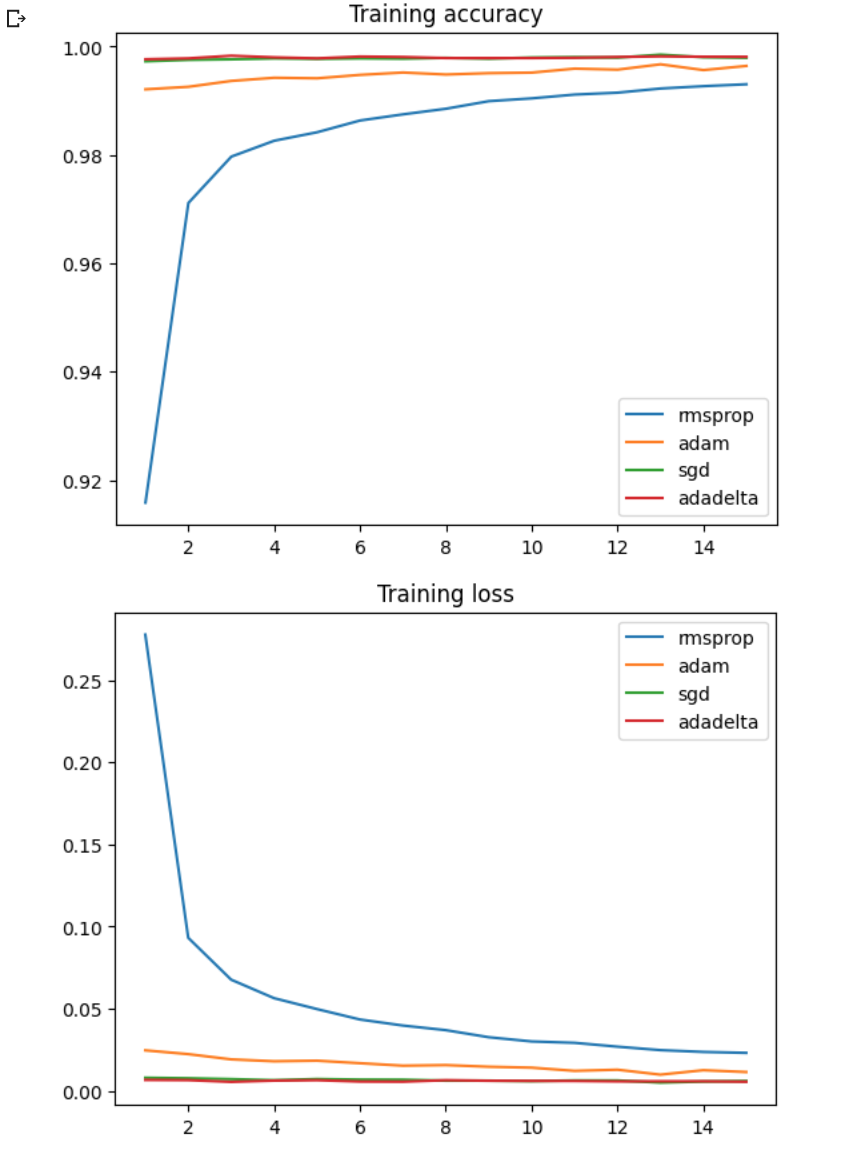 Training accuracy
1.00
0.98
0.96
0.94
0.92
rmsprop
adam
sgd
adadelta
2 4 6 8 10 12 14
Training loss
0.25
0.20
0.15
0.10
0.05
0.00
rmsprop
adam
sgd
adadelta
2 4 6 8 10 12 14